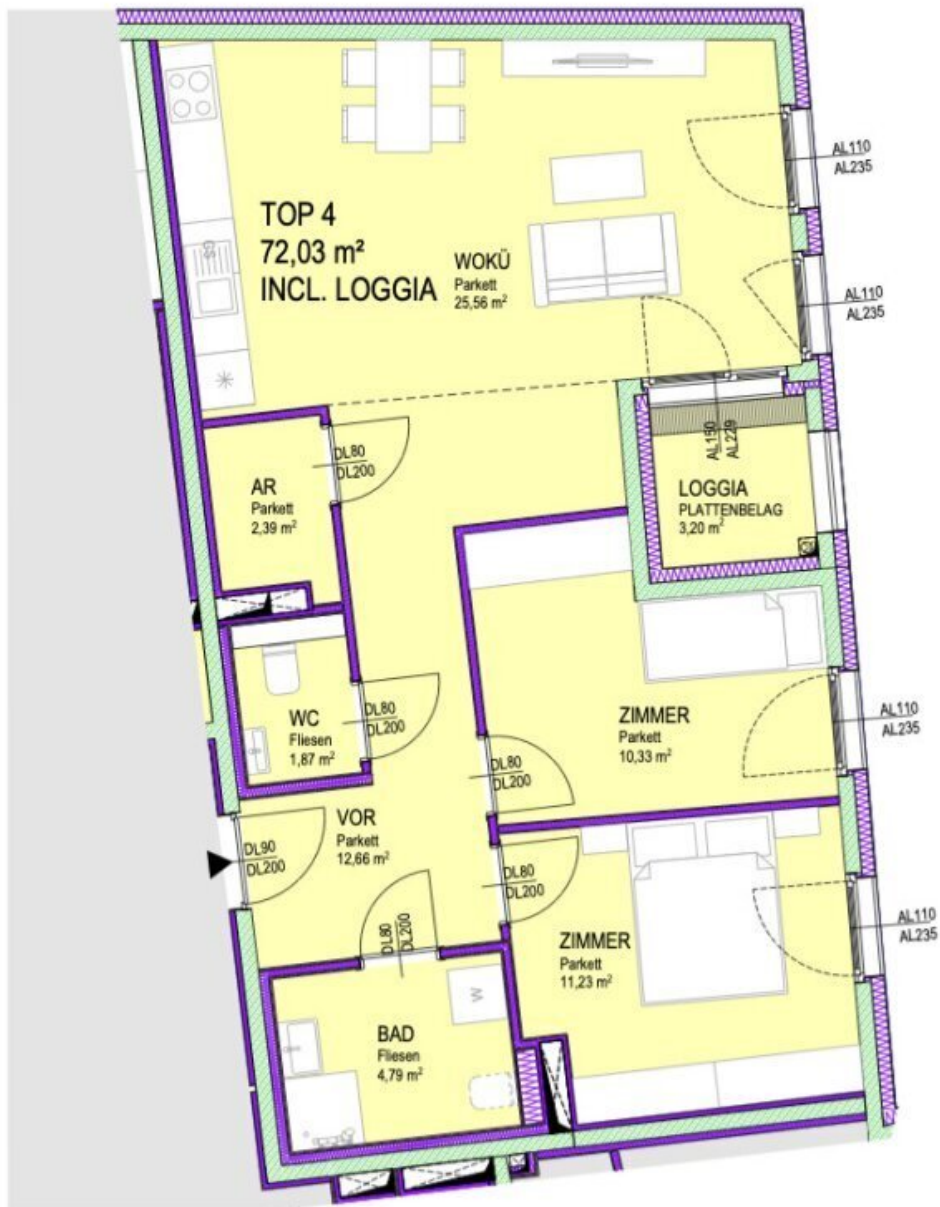 TOP 4
72,03 m²
INCL. LOGGIA
WOKÜ
Parkett
25,56 m²
AL110
AL235
AL110
AL235
GS
AR
Parkett
2,39 m²
DL80
DL200
AL150
AL229
LOGGIA
PLATTENBELAG
3,20 m²
WC
Fliesen
1,87 m²
DL80
DL200
ZIMMER
Parkett
10,33 m²
AL110
AL235
DL80
DL200
VOR
Parkett
12,66 m²
DL90
DL200
DL80
DL200
DL80
DL200
ZIMMER
Parkett
11,23 m²
AL110
AL235
W
BAD
Fliesen
4,79 m²